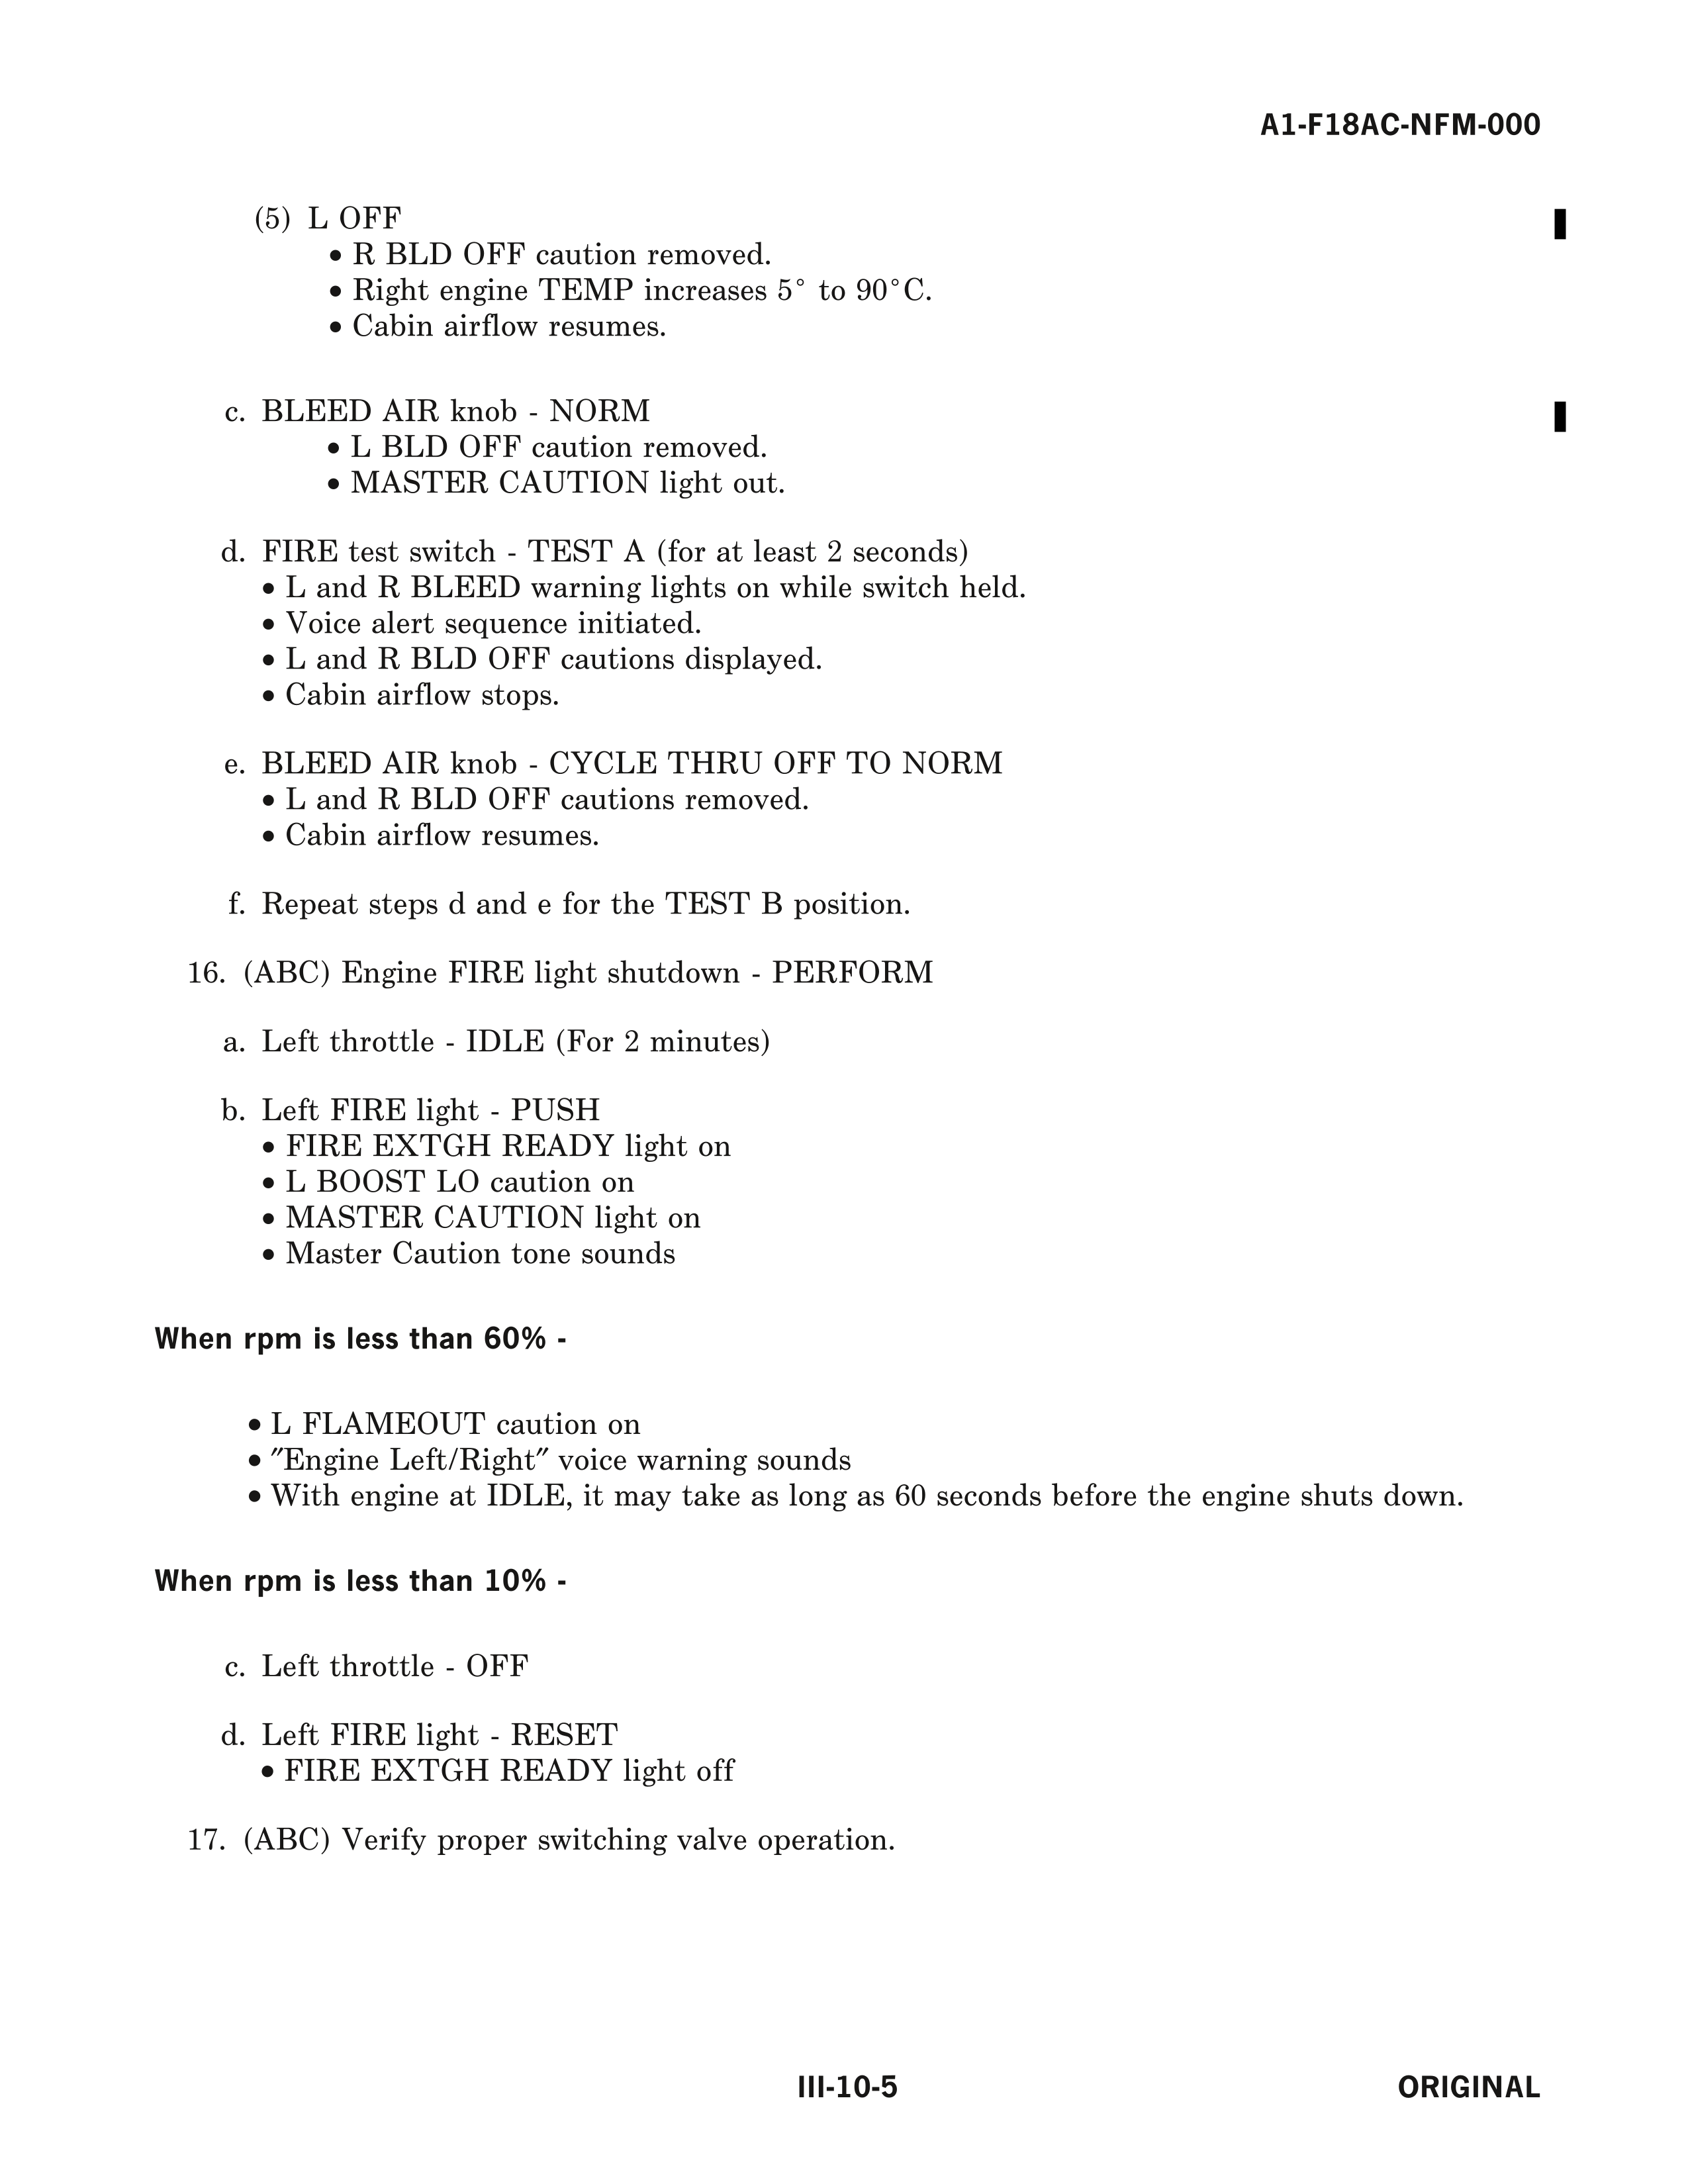 A1-F18AC-NFM-000
(5) L OFF
• R BLD OFF caution removed.
• Right engine TEMP increases 5° to 90°C.
• Cabin airflow resumes.
c. BLEED AIR knob - NORM
• L BLD OFF caution removed.
• MASTER CAUTION light out.
d. FIRE test switch - TEST A (for at least 2 seconds)
• L and R BLEED warning lights on while switch held.
• Voice alert sequence initiated.
• L and R BLD OFF cautions displayed.
• Cabin airflow stops.
e. BLEED AIR knob - CYCLE THRU OFF TO NORM
• L and R BLD OFF cautions removed.
• Cabin airflow resumes.
f. Repeat steps d and e for the TEST B position.
16. (ABC) Engine FIRE light shutdown - PERFORM
a. Left throttle - IDLE (For 2 minutes)
b. Left FIRE light - PUSH
• FIRE EXTGH READY light on
• L BOOST LO caution on
• MASTER CAUTION light on
• Master Caution tone sounds
When rpm is less than 60% -
• L FLAMEOUT caution on
• ″Engine Left/Right″ voice warning sounds
• With engine at IDLE, it may take as long as 60 seconds before the engine shuts down.
When rpm is less than 10% -
c. Left throttle - OFF
d. Left FIRE light - RESET
• FIRE EXTGH READY light off
17. (ABC) Verify proper switching valve operation.
III-10-5
ORIGINAL